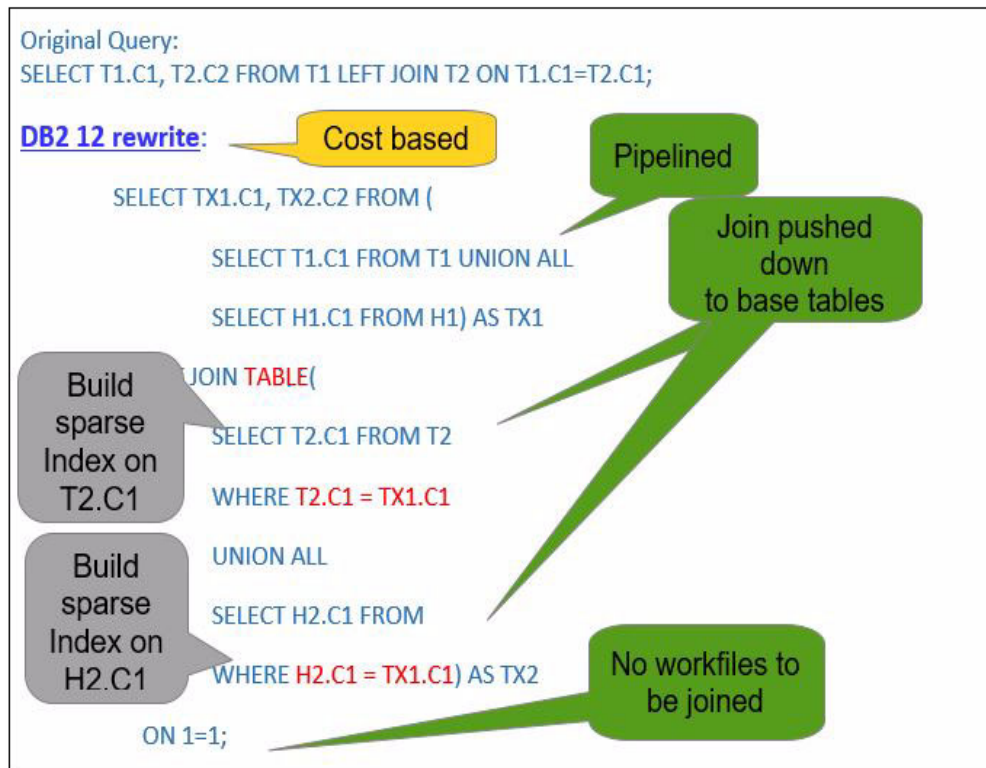 Original Query:
SELECT T1.C1, T2.C2 FROM T1 LEFT JOIN T2 ON T1.C1=T2.C1;
DB2 12 rewrite:
Cost based
Pipelined
SELECT TX1.C1, TX2.C2 FROM (
Join pushed
down
to base tables
SELECT T1.C1 FROM T1 UNION ALL
SELECT H1.C1 FROM H1) AS TX1
JOIN TABLE(
Build
sparse
Index on
T2.C1
SELECT T2.C1 FROM T2
WHERE T2.C1 = TX1.C1
UNION ALL
Build
sparse
Index on
H2.C1
SELECT H2.C1 FROM
WHERE H2.C1 = TX1.C1) AS TX2
No workfiles to
be joined
ON 1=1;